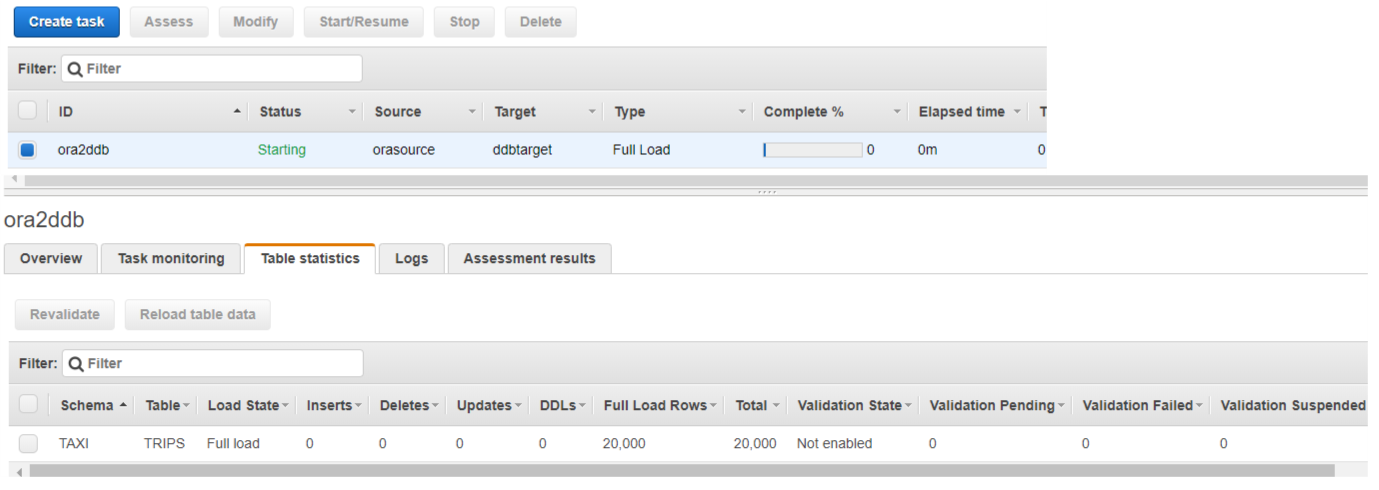 Create task Assess Modify Start/Resume Stop Delete
Filter: Filter
ID Status Source Target Type Complete % Elapsed time T
ora2ddb Starting orasource ddbtarget Full Load 0 0m 0
ora2ddb
Overview Task monitoring Table statistics Logs Assessment results
Revalidate Reload table data
Filter: Filter
Schema Table Load State Inserts Deletes Updates DDLs Full Load Rows Total Validation State Validation Pending Validation Failed Validation Suspended
TAXI TRIPS Full load 0 0 0 0 20,000 20,000 Not enabled 0 0 0